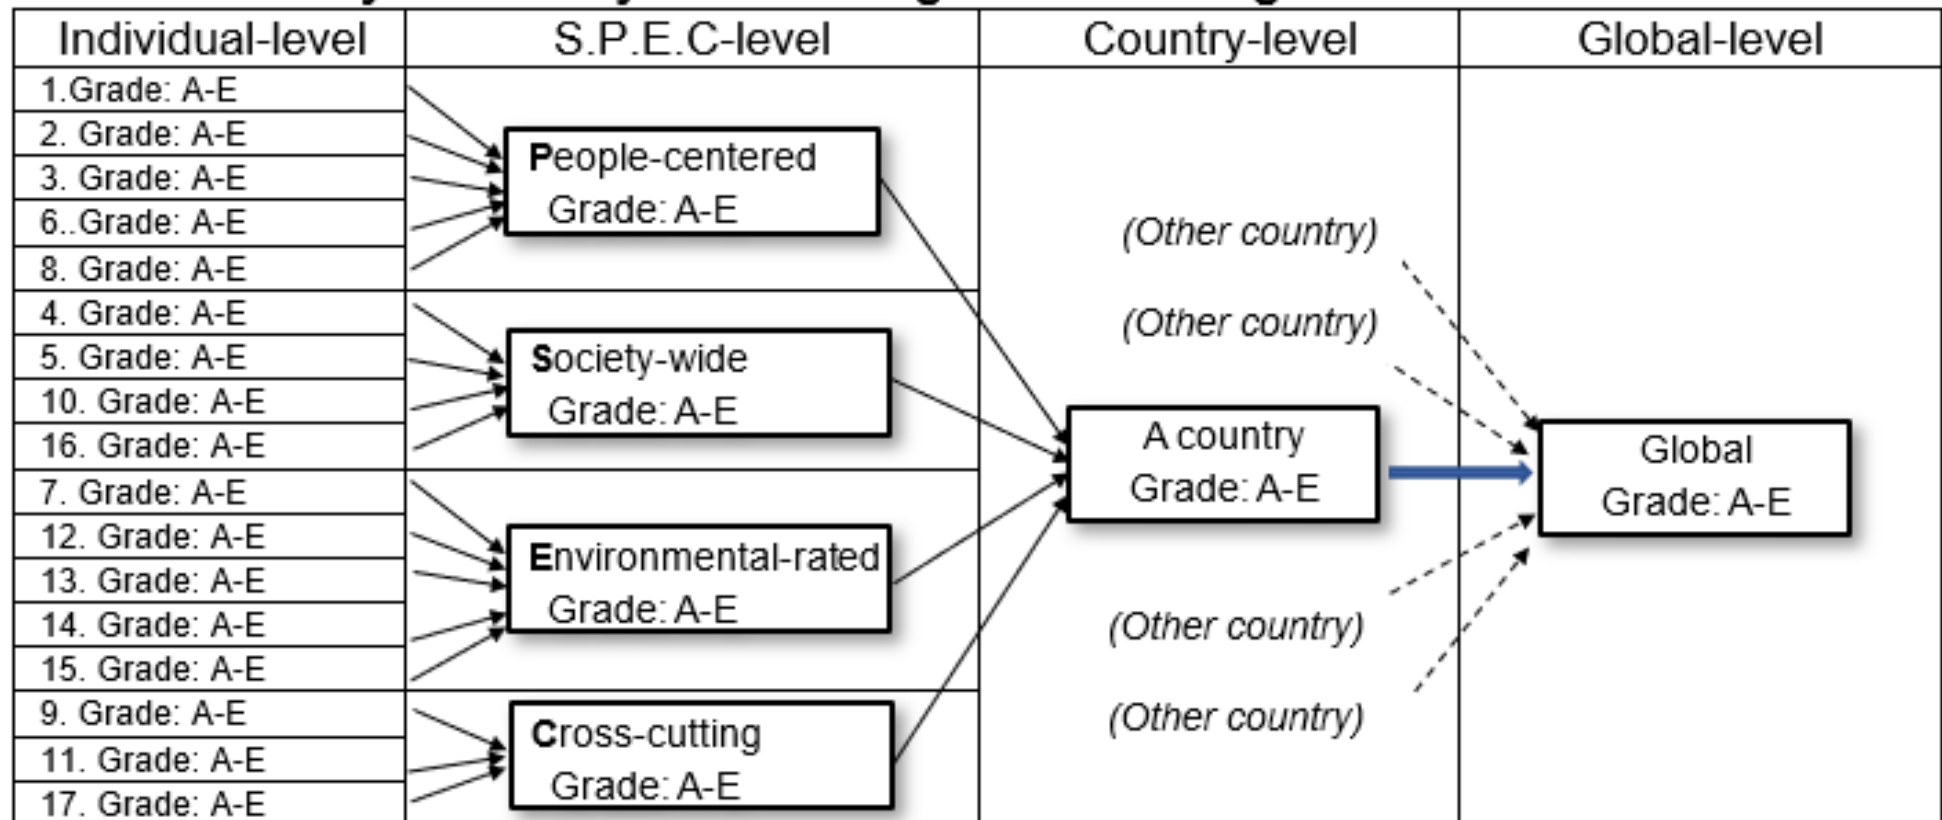 Individual-level
S.P.E.C-level
Country-level
Global-level
1.Grade: A-E
2. Grade: A-E
3. Grade: A-E
6..Grade: A-E
8. Grade: A-E
People-centered
Grade: A-E
4. Grade: A-E
5. Grade: A-E
10. Grade: A-E
16. Grade: A-E
Society-wide
Grade: A-E
7. Grade: A-E
12. Grade: A-E
13. Grade: A-E
14. Grade: A-E
15. Grade: A-E
Environmental-rated
Grade: A-E
9. Grade: A-E
11. Grade: A-E
17. Grade: A-E
Cross-cutting
Grade: A-E
(Other country)
(Other country)
A country
Grade: A-E
(Other country)
(Other country)
Global
Grade: A-E